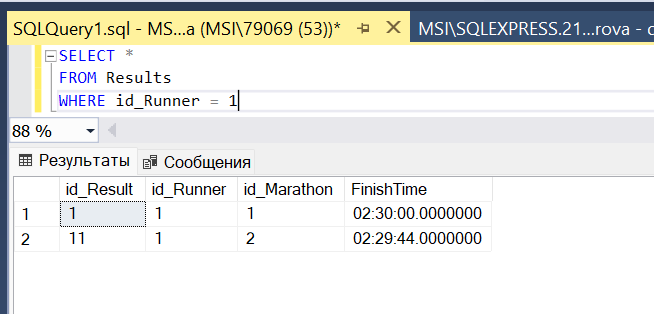 SQLQuery1.sql - MS...a (MSI\79069 (53))* MSI\SQLEXPRESS.21...rova - d
SELECT *
FROM Results
WHERE id_Runner = 1
88 %
Результаты Сообщения
id_Result id_Runner id_Marathon FinishTime
1 1 1 1 02:30:00.0000000
2 11 1 2 02:29:44.0000000